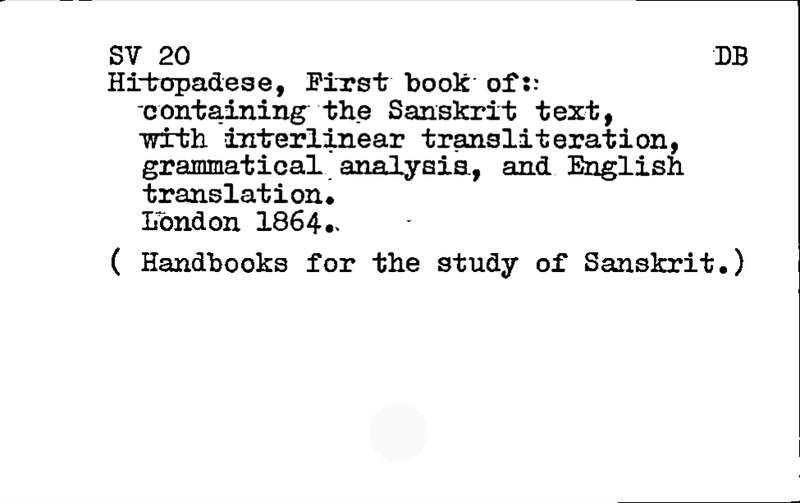 SV 20 DB
Hitopadese, First book of:
containing the Sanskrit text,
with interlinear transliteration,
grammatical analysis, and English
translation.
London 1864.
( Handbooks for the study of Sanskrit.)